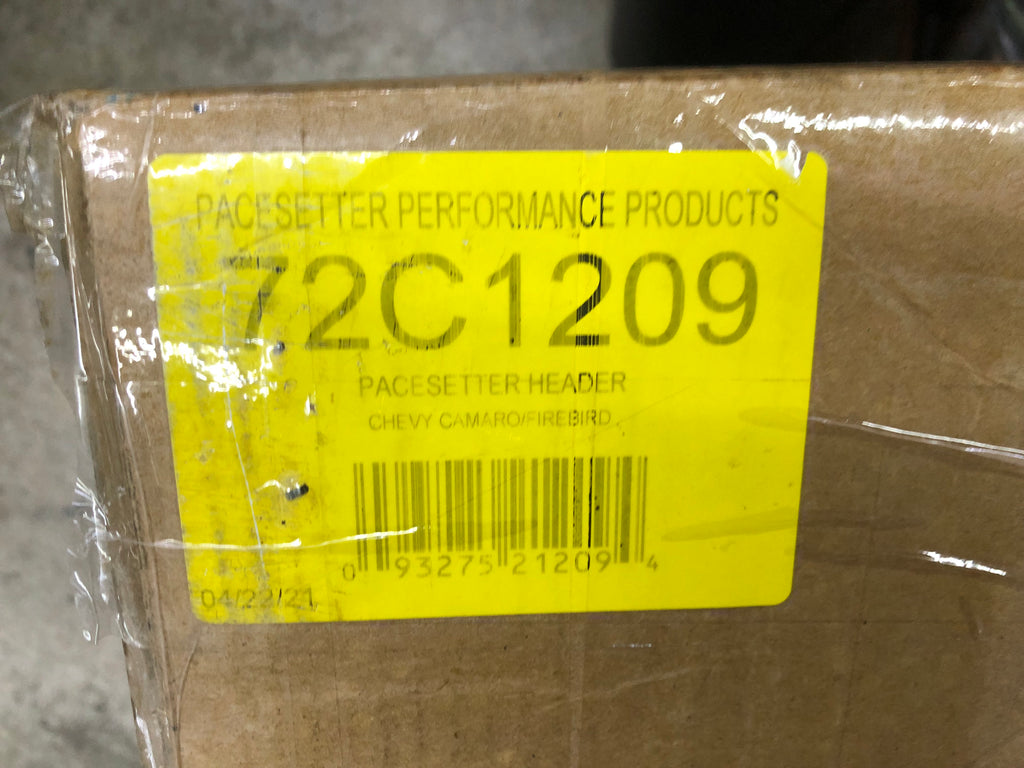 PACESETTER PERFORMANCE PRODUCTS
72C1209
PACESETTER HEADER
CHEVY CAMARO/FIREBIRD
0 93275 21209 4
04/22/21